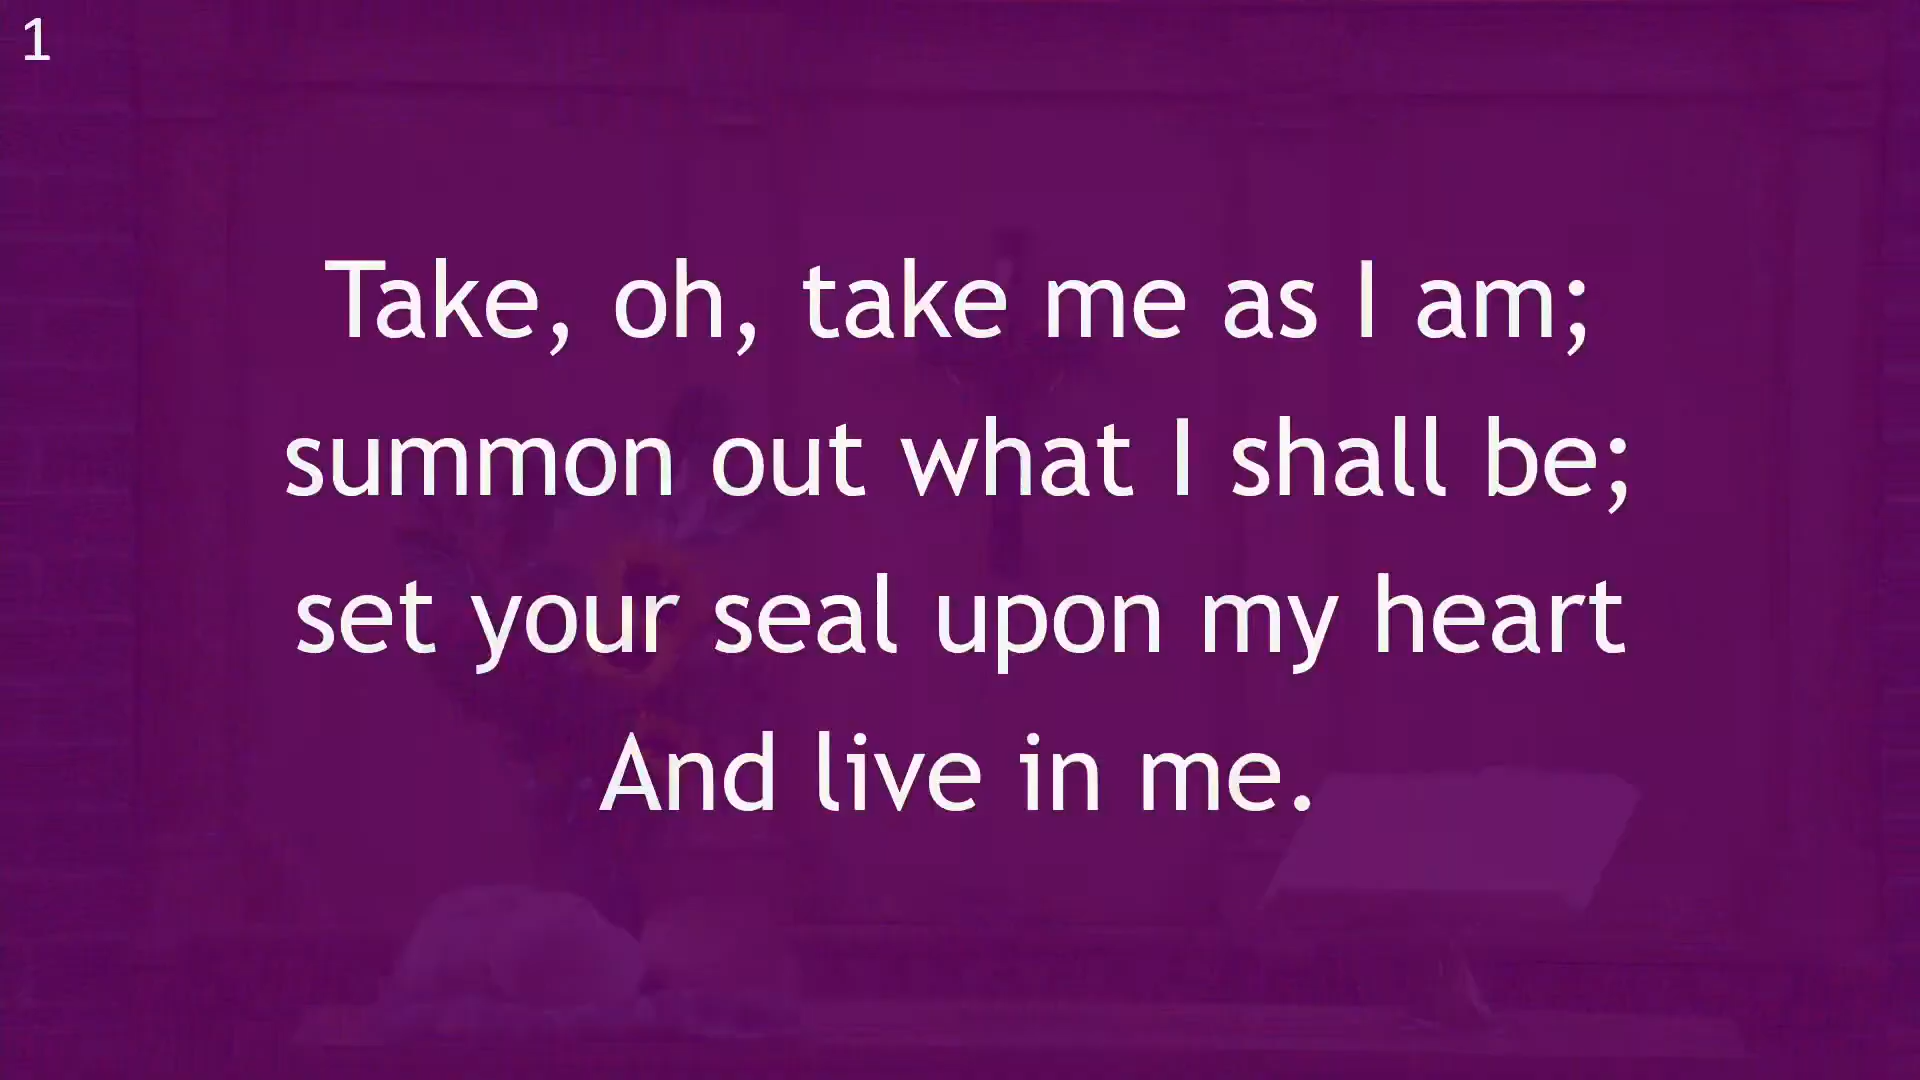 1
Take, oh, take me as I am;
summon out what I shall be;
set your seal upon my heart
And live in me.